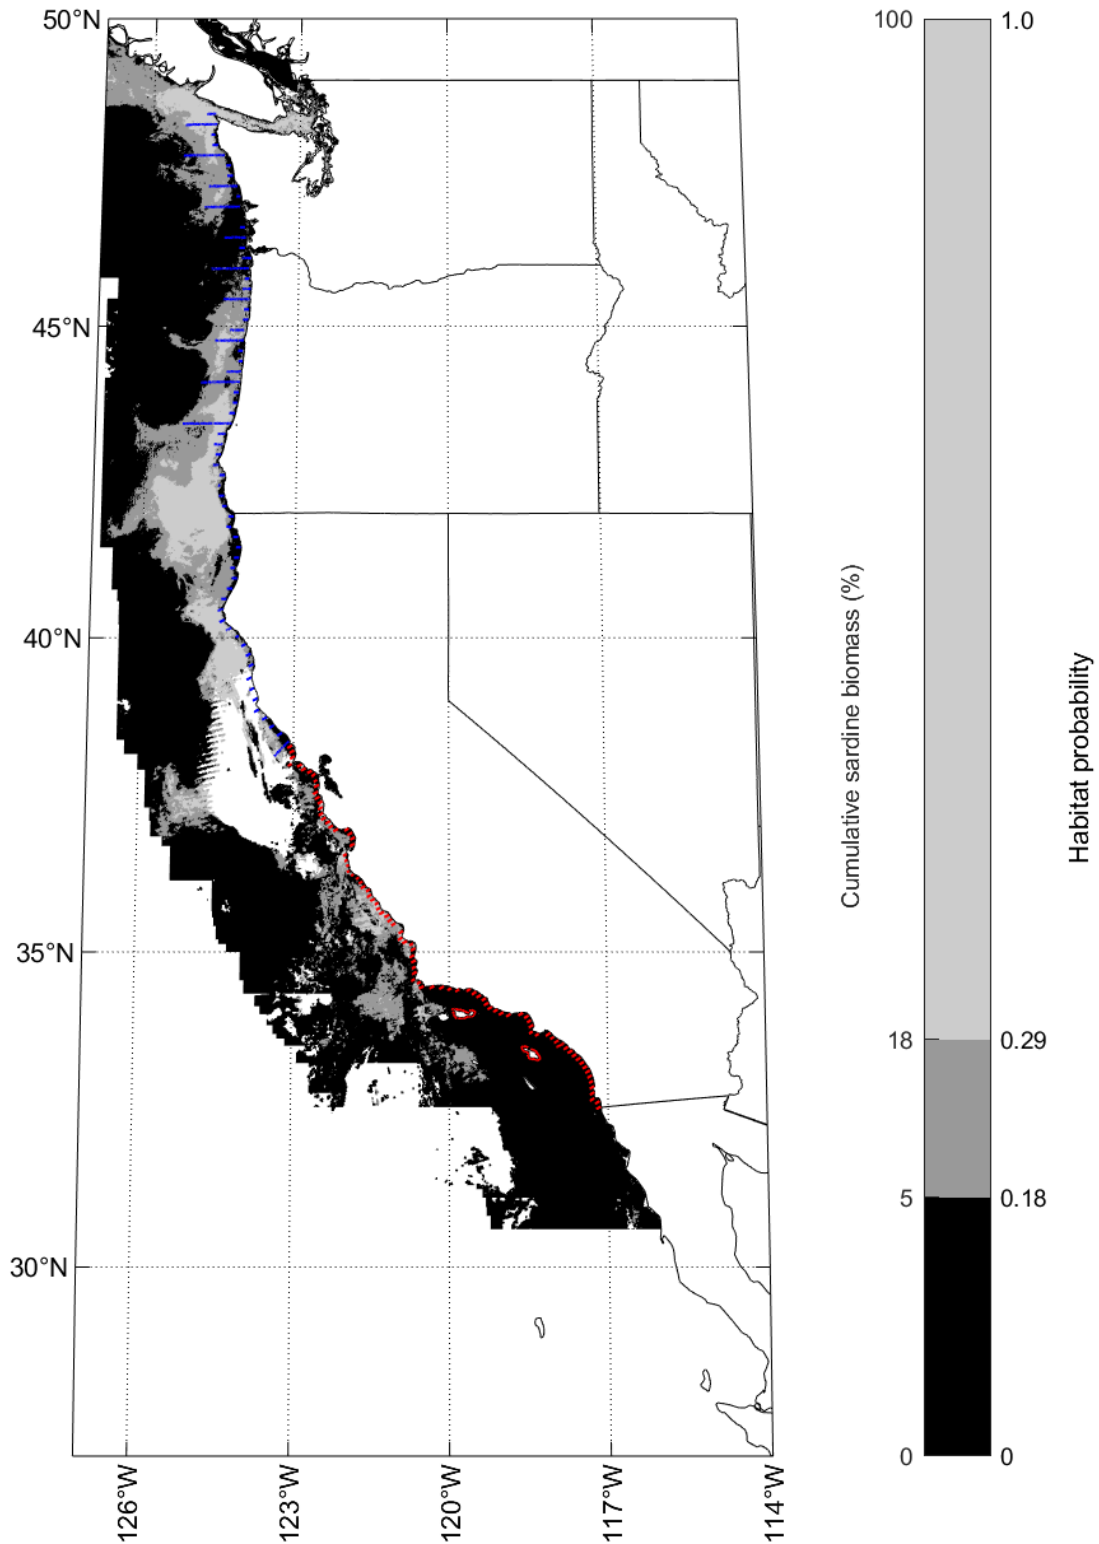 50°N
45°N
40°N
35°N
30°N
126°W
123°W
120°W
117°W
114°W
Cumulative sardine biomass (%)
100
18
5
0
1.0
0.29
0.18
0
Habitat probability